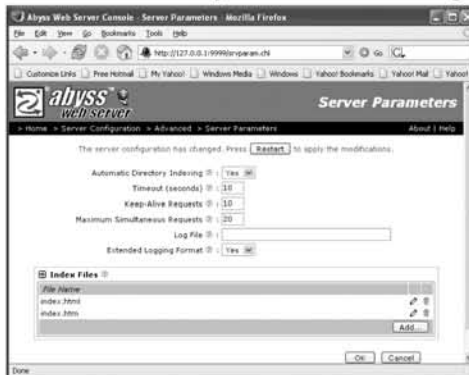 Abyss Web Server Console - Server Parameters - Mozilla Firefox
File Edit View Go Bookmarks Tools Help
http://127.0.0.1:9999/srvparam.chl
Customize Links Free Hotmail My Yahoo! Windows Media Windows Yahoo! Bookmarks Yahoo! Mail Yahoo!
abyss web server
Server Parameters
> Home > Server Configuration > Advanced > Server Parameters About | Help
The server configuration has changed. Press Restart to apply the modifications.
Automatic Directory Indexing : Yes
Timeout (seconds) : 10
Keep-Alive Requests : 10
Maximum Simultaneous Requests : 20
Log File :
Extended Logging Format : Yes
Index Files
File Name
index.html
index.htm
Add...
OK Cancel
Done